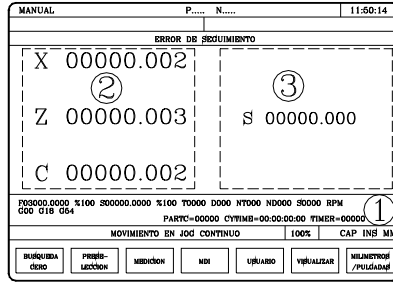 MANUAL P..... N..... 11:50:14
ERROR DE SEGUIMIENTO
X 00000.002
2
3
Z 00000.003
S 00000.000
C 00000.002
F03000.0000 %100 S00000.0000 %100 T0000 D000 NT000 ND000 S0000 RPM
G00 G18 G54
1
PARTC=00000 CYTIME=00:00:00:00 TIMER=00000
MOVIMIENTO EN JOG CONTINUO 100% CAP INS MM
BUSQUEDA CERO
PRESE-LECCION
MEDICION
MDI
USUARIO
VISUALIZAR
MILIMETROS /PULGADAS